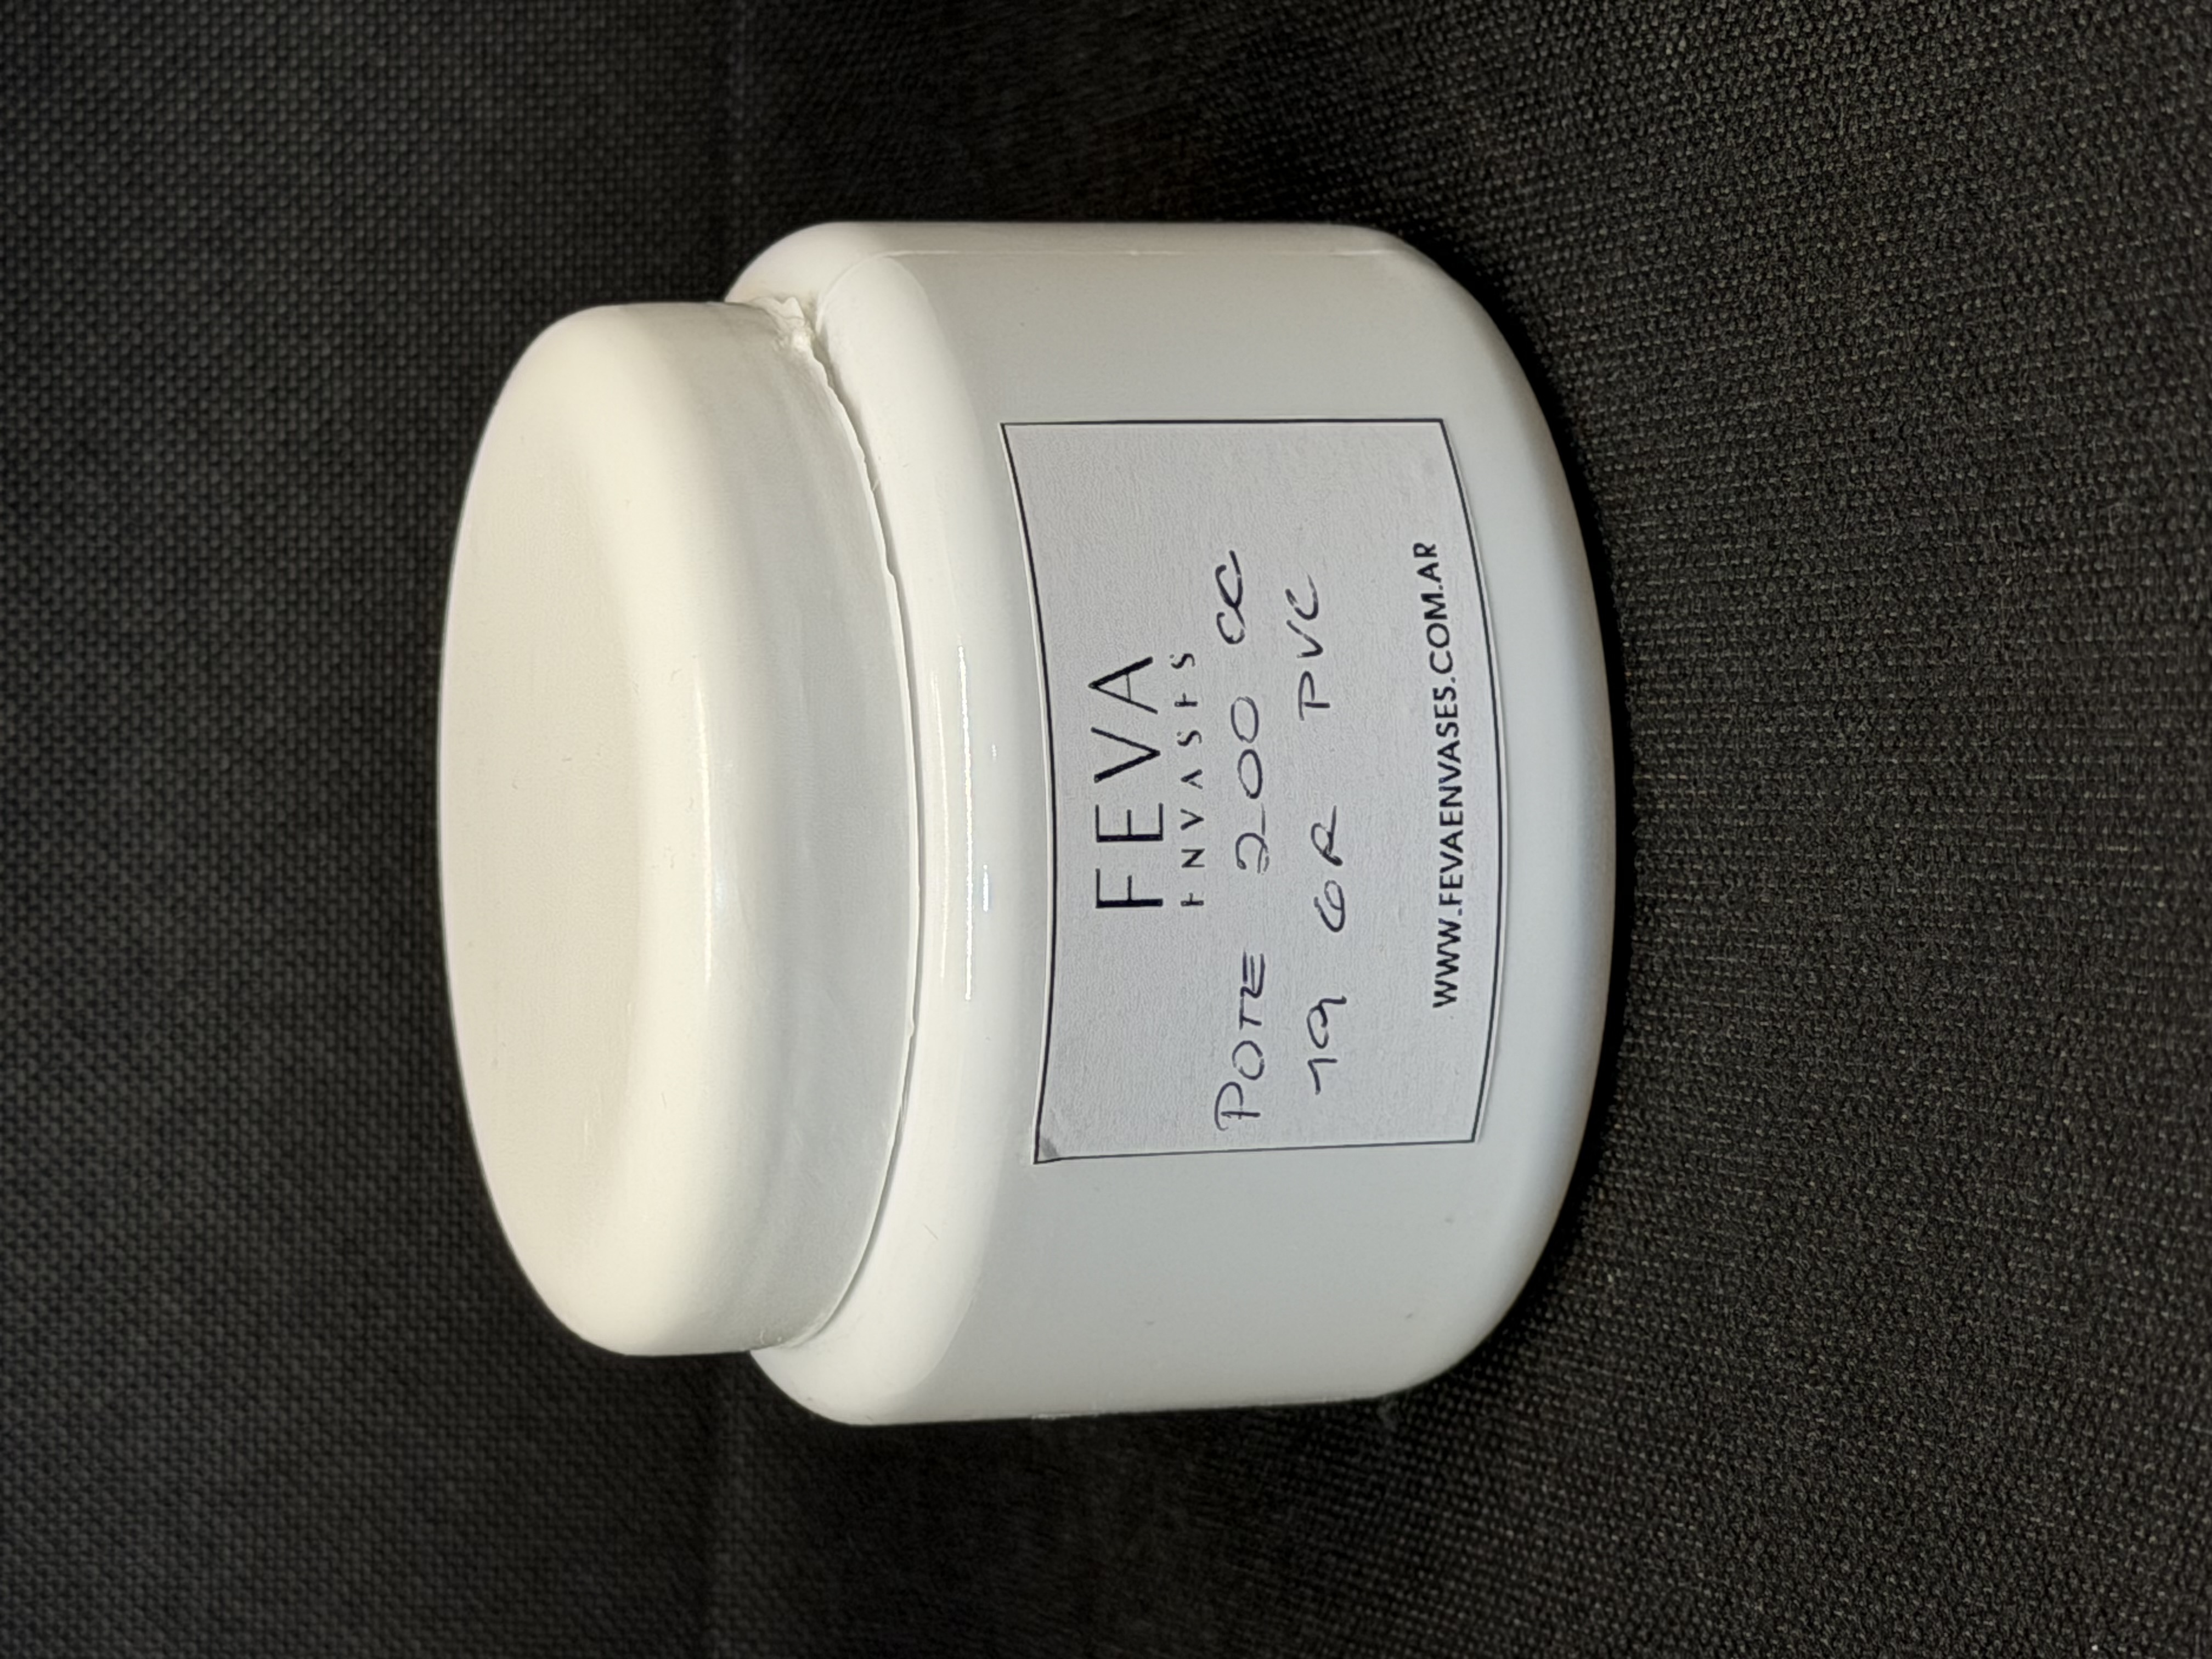 FEVA
ENVASES
POTE 200 CC
19 GR PVC
WWW.FEVAENVASES.COM.AR